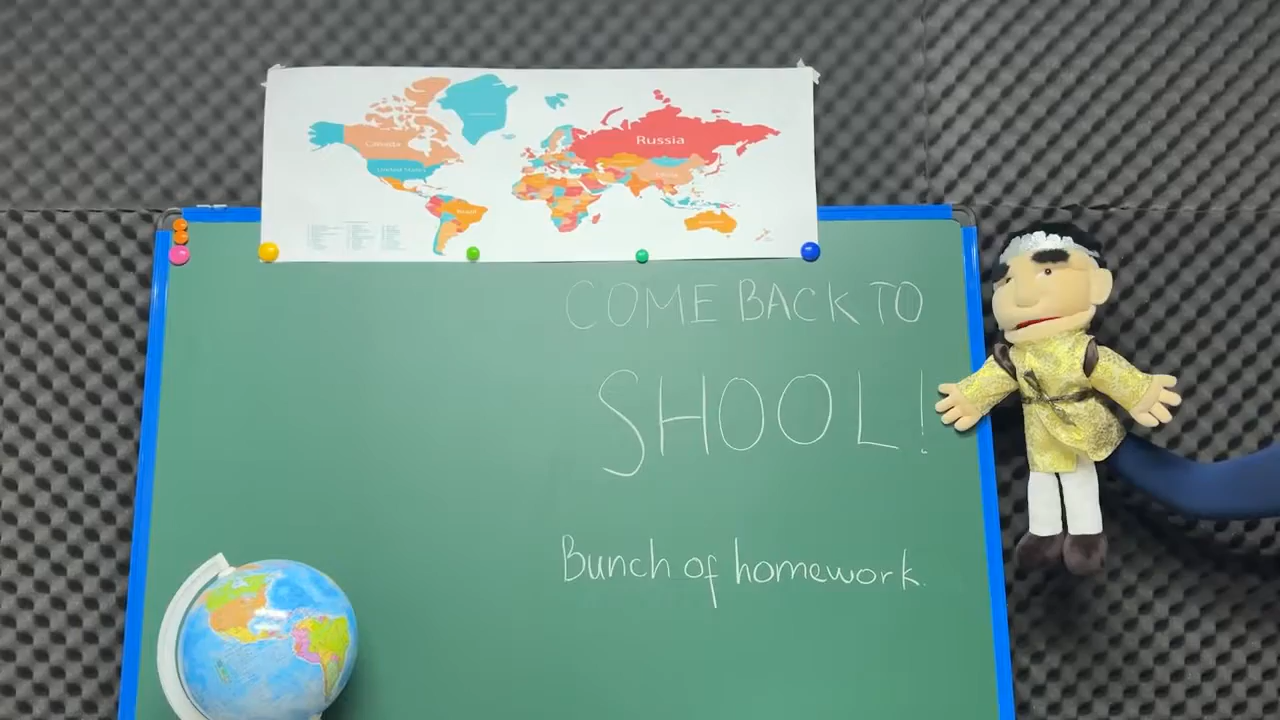 Russia
Canada
United States
China
Brazil
COME BACK TO
SHOOL!
Bunch of homework.